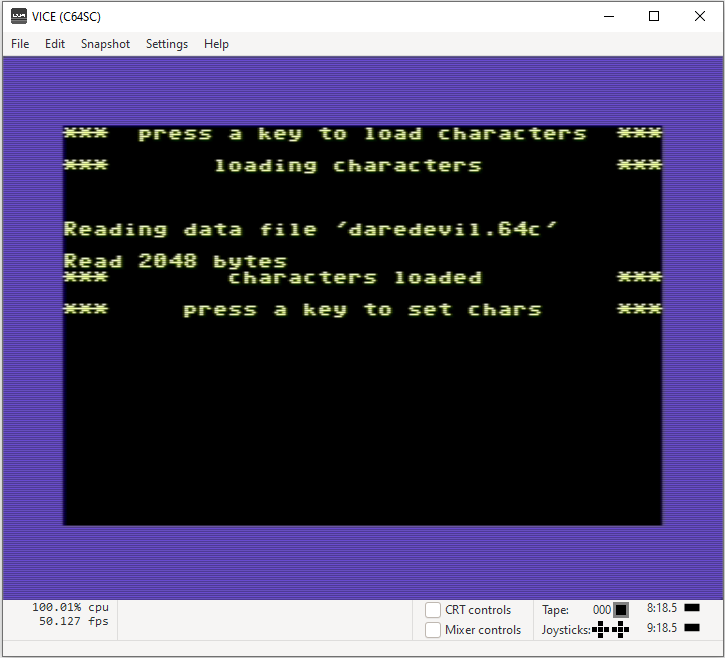 VICE (C64SC)
File Edit Snapshot Settings Help
*** press a key to load characters ***
*** loading characters ***
Reading data file 'daredevil.64c'
Read 2048 bytes
*** characters loaded ***
*** press a key to set chars ***
100.01% cpu
50.127 fps
CRT controls
Mixer controls
Tape: 000
Joysticks:
8:18.5
9:18.5